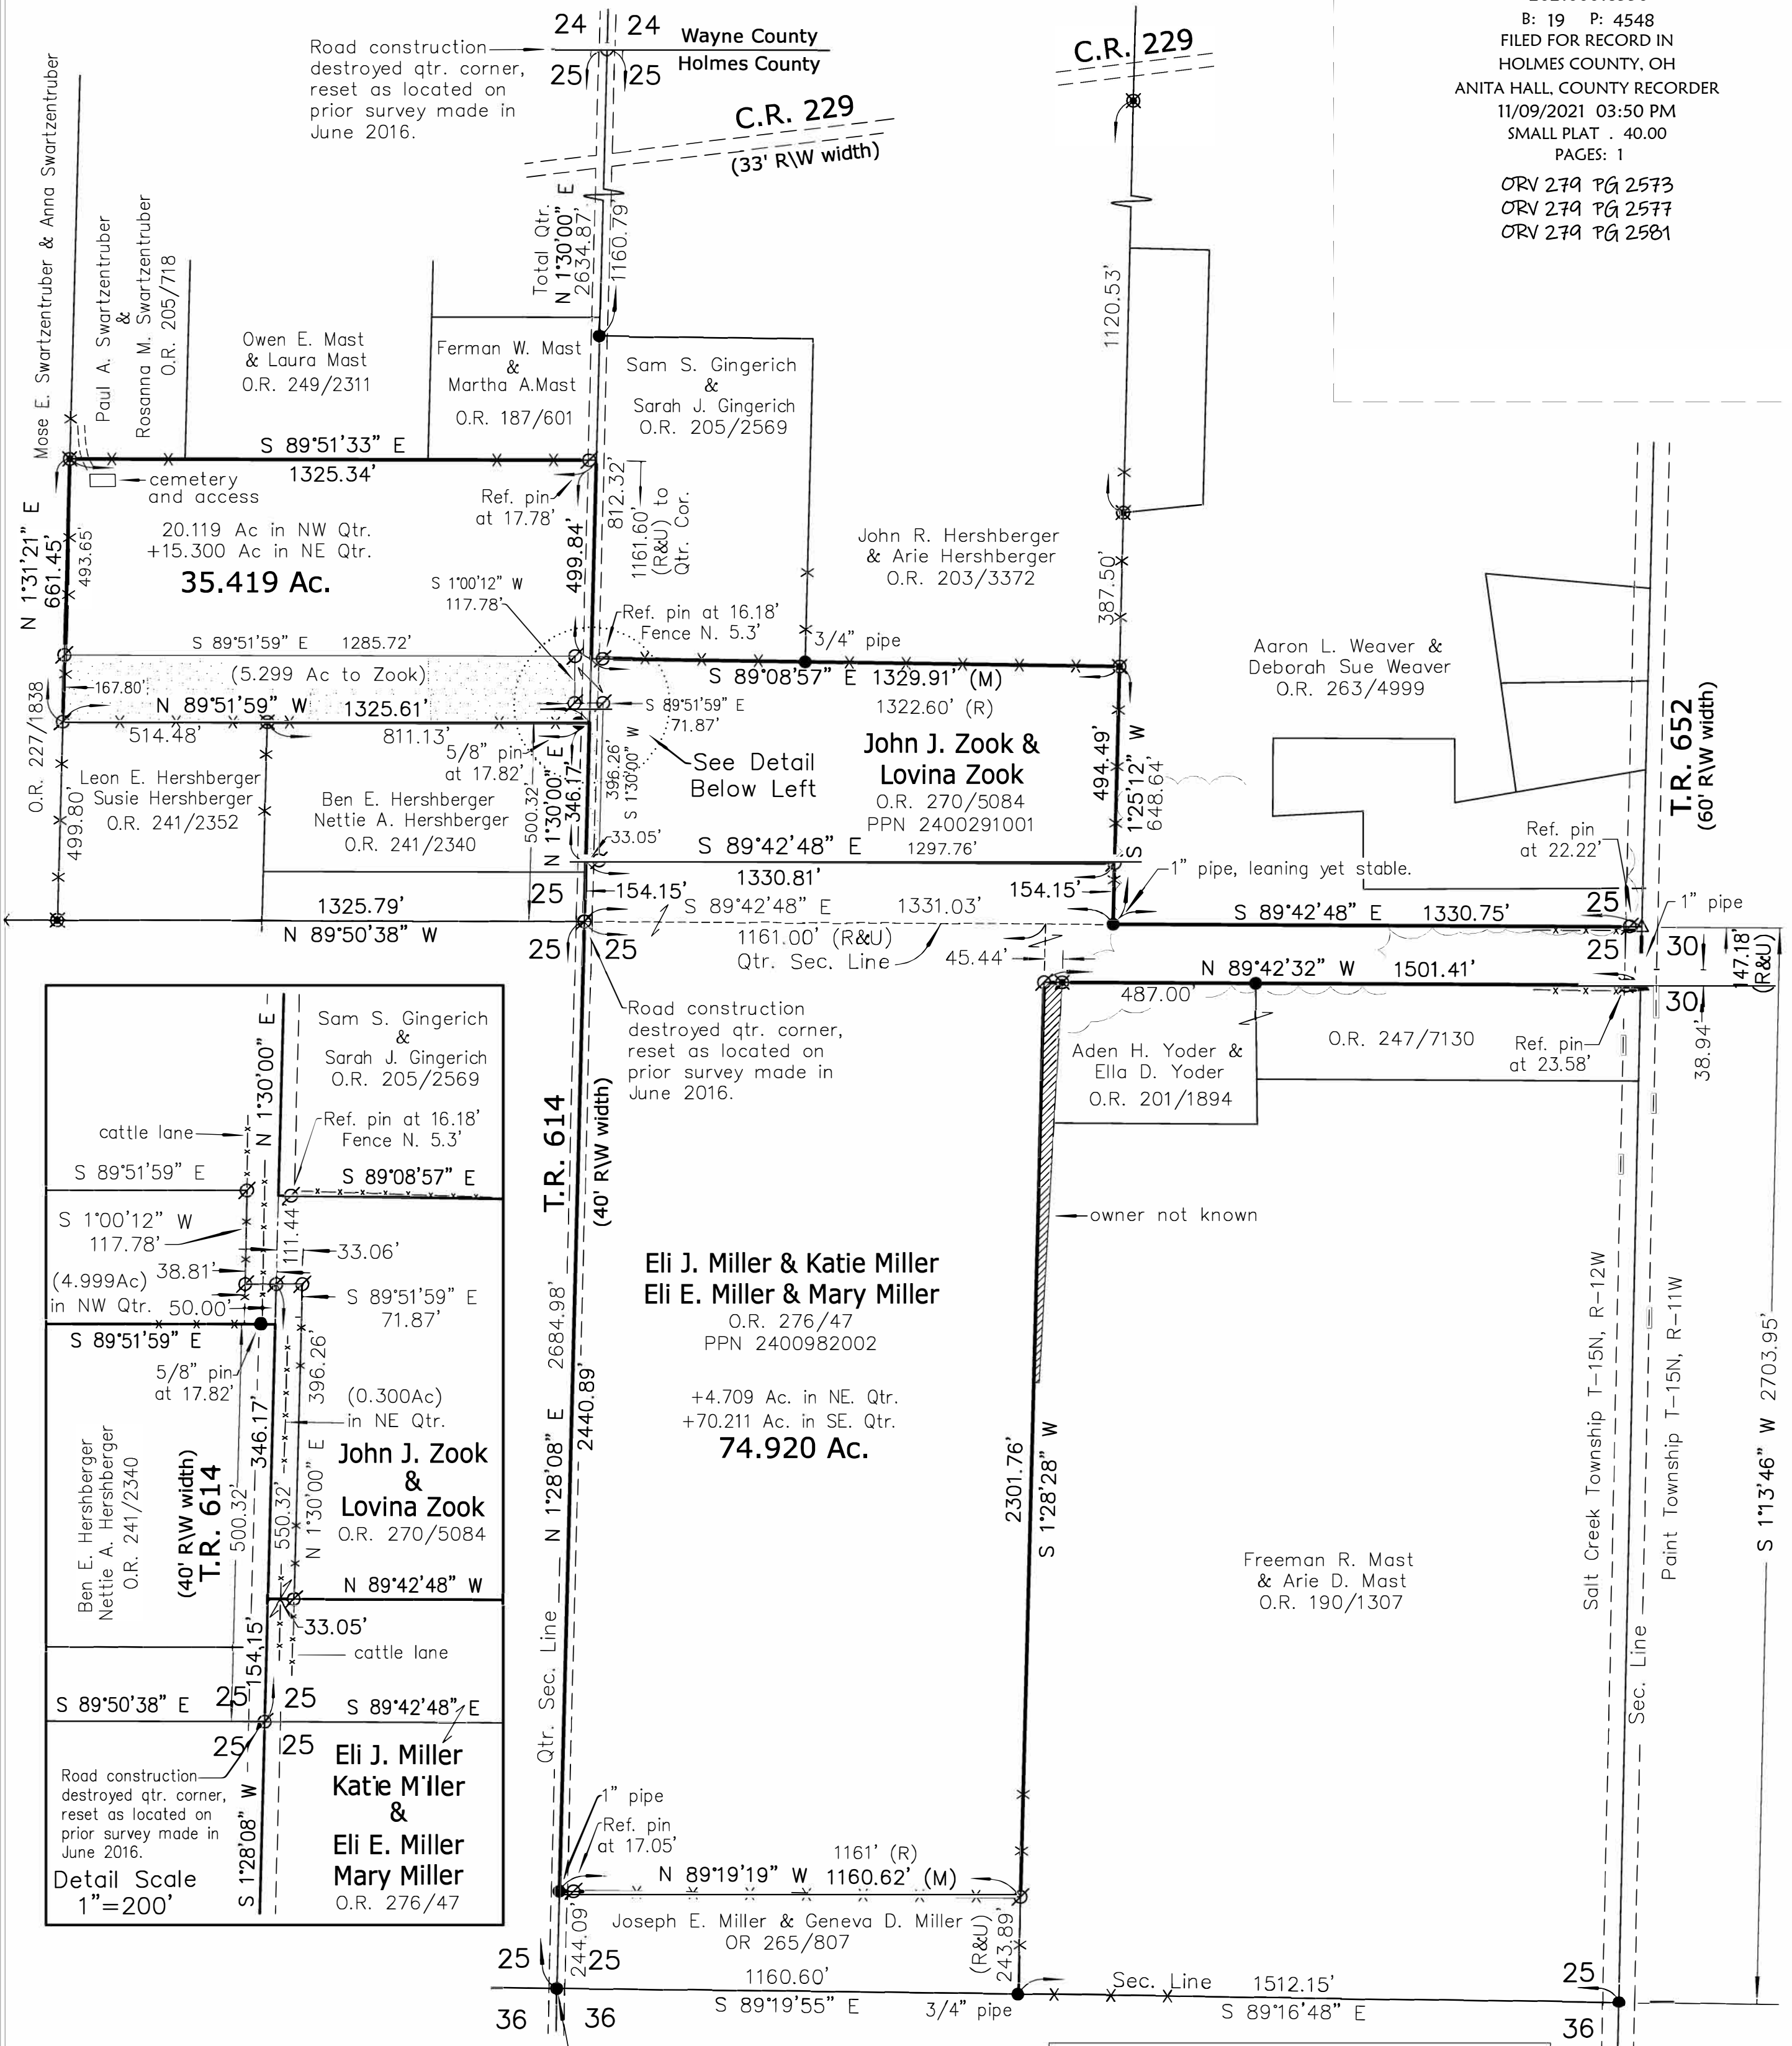 B: 19 P: 4548
FILED FOR RECORD IN
HOLMES COUNTY, OH
ANITA HALL, COUNTY RECORDER
11/09/2021 03:50 PM
SMALL PLAT . 40.00
PAGES: 1
ORV 279 PG 2573
ORV 279 PG 2577
ORV 279 PG 2581
24 24
Wayne County
Holmes County
25 25
Road construction
destroyed qtr. corner,
reset as located on
prior survey made in
June 2016.
C.R. 229
(33' R\W width)
C.R. 229
Total Qtr.
N 1°30'00" E
2634.87'
1160.79'
1120.53'
Mose E. Swartzentruber & Anna Swartzentruber
O.R. 227/1838
Paul A. Swartzentruber
&
Rosanna M. Swartzentruber
O.R. 205/718
Owen E. Mast
& Laura Mast
O.R. 249/2311
Ferman W. Mast
&
Martha A.Mast
O.R. 187/601
Sam S. Gingerich
&
Sarah J. Gingerich
O.R. 205/2569
S 89°51'33" E
1325.34'
cemetery
and access
Ref. pin
at 17.78'
812.32'
1161.60'
(R&U) to
Qtr. Cor.
N 1°31'21" E
661.45'
493.65'
20.119 Ac in NW Qtr.
+15.300 Ac in NE Qtr.
35.419 Ac.
499.84'
S 1°00'12" W
117.78'
John R. Hershberger
& Arie Hershberger
O.R. 203/3372
387.50'
Ref. pin at 16.18'
Fence N. 5.3'
3/4" pipe
S 89°51'59" E 1285.72'
(5.299 Ac to Zook)
167.80'
N 89°51'59" W 1325.61'
S 89°08'57" E 1329.91' (M)
1322.60' (R)
S 89°51'59" E
71.87'
514.48'
811.13'
5/8" pin
at 17.82'
See Detail
Below Left
John J. Zook &
Lovina Zook
O.R. 270/5084
PPN 2400291001
494.49'
S 1°25'12" W
648.64'
Leon E. Hershberger
Susie Hershberger
O.R. 241/2352
499.80'
Ben E. Hershberger
Nettie A. Hershberger
O.R. 241/2340
500.32'
N 1°30'00" E
346.17'
396.26'
S 1°30'00" W
33.05'
S 89°42'48" E 1297.76'
1330.81'
154.15'
154.15'
1" pipe, leaning yet stable.
Aaron L. Weaver &
Deborah Sue Weaver
O.R. 263/4999
T.R. 652
(60' R\W width)
Ref. pin
at 22.22'
1" pipe
25
1325.79'
N 89°50'38" W
S 89°42'48" E 1331.03'
S 89°42'48" E 1330.75'
25
25 25
1161.00' (R&U)
Qtr. Sec. Line
45.44'
25 30
30
147.18'
(R&U)
38.94'
N 89°42'32" W 1501.41'
487.00'
Road construction
destroyed qtr. corner,
reset as located on
prior survey made in
June 2016.
Aden H. Yoder &
Ella D. Yoder
O.R. 201/1894
O.R. 247/7130
Ref. pin
at 23.58'
owner not known
T.R. 614
(40' R\W width)
Qtr. Sec. Line N 1°28'08" E 2684.98'
2440.89'
Eli J. Miller & Katie Miller
Eli E. Miller & Mary Miller
O.R. 276/47
PPN 2400982002
+4.709 Ac. in NE. Qtr.
+70.211 Ac. in SE. Qtr.
74.920 Ac.
2301.76'
S 1°28'28" W
Freeman R. Mast
& Arie D. Mast
O.R. 190/1307
Salt Creek Township T-15N, R-12W
Sec. Line
Paint Township T-15N, R-11W
S 1°13'46" W 2703.95'
1" pipe
Ref. pin
at 17.05'
1161' (R)
N 89°19'19" W 1160.62' (M)
244.09'
Joseph E. Miller & Geneva D. Miller
OR 265/807
(R&U)
243.89'
25 25
1160.60'
S 89°19'55" E
3/4" pipe
Sec. Line 1512.15'
S 89°16'48" E
25
36 36
36
N 1°30'00" E
Sam S. Gingerich
&
Sarah J. Gingerich
O.R. 205/2569
cattle lane
Ref. pin at 16.18'
Fence N. 5.3'
S 89°51'59" E
S 89°08'57" E
S 1°00'12" W
117.78'
111.44'
33.06'
38.81'
(4.999Ac)
in NW Qtr.
50.00'
S 89°51'59" E
71.87'
S 89°51'59" E
5/8" pin
at 17.82'
396.26'
(0.300Ac)
in NE Qtr.
346.17'
John J. Zook
&
Lovina Zook
O.R. 270/5084
Ben E. Hershberger
Nettie A. Hershberger
O.R. 241/2340
(40' R\W width)
T.R. 614
500.32'
550.32'
N 1°30'00" E
N 89°42'48" W
33.05'
154.15'
cattle lane
S 89°50'38" E
25 25
S 89°42'48" E
25 25
Road construction
destroyed qtr. corner,
reset as located on
prior survey made in
June 2016.
S 1°28'08" W
Eli J. Miller
Katie Miller
&
Eli E. Miller
Mary Miller
O.R. 276/47
Detail Scale
1"=200'